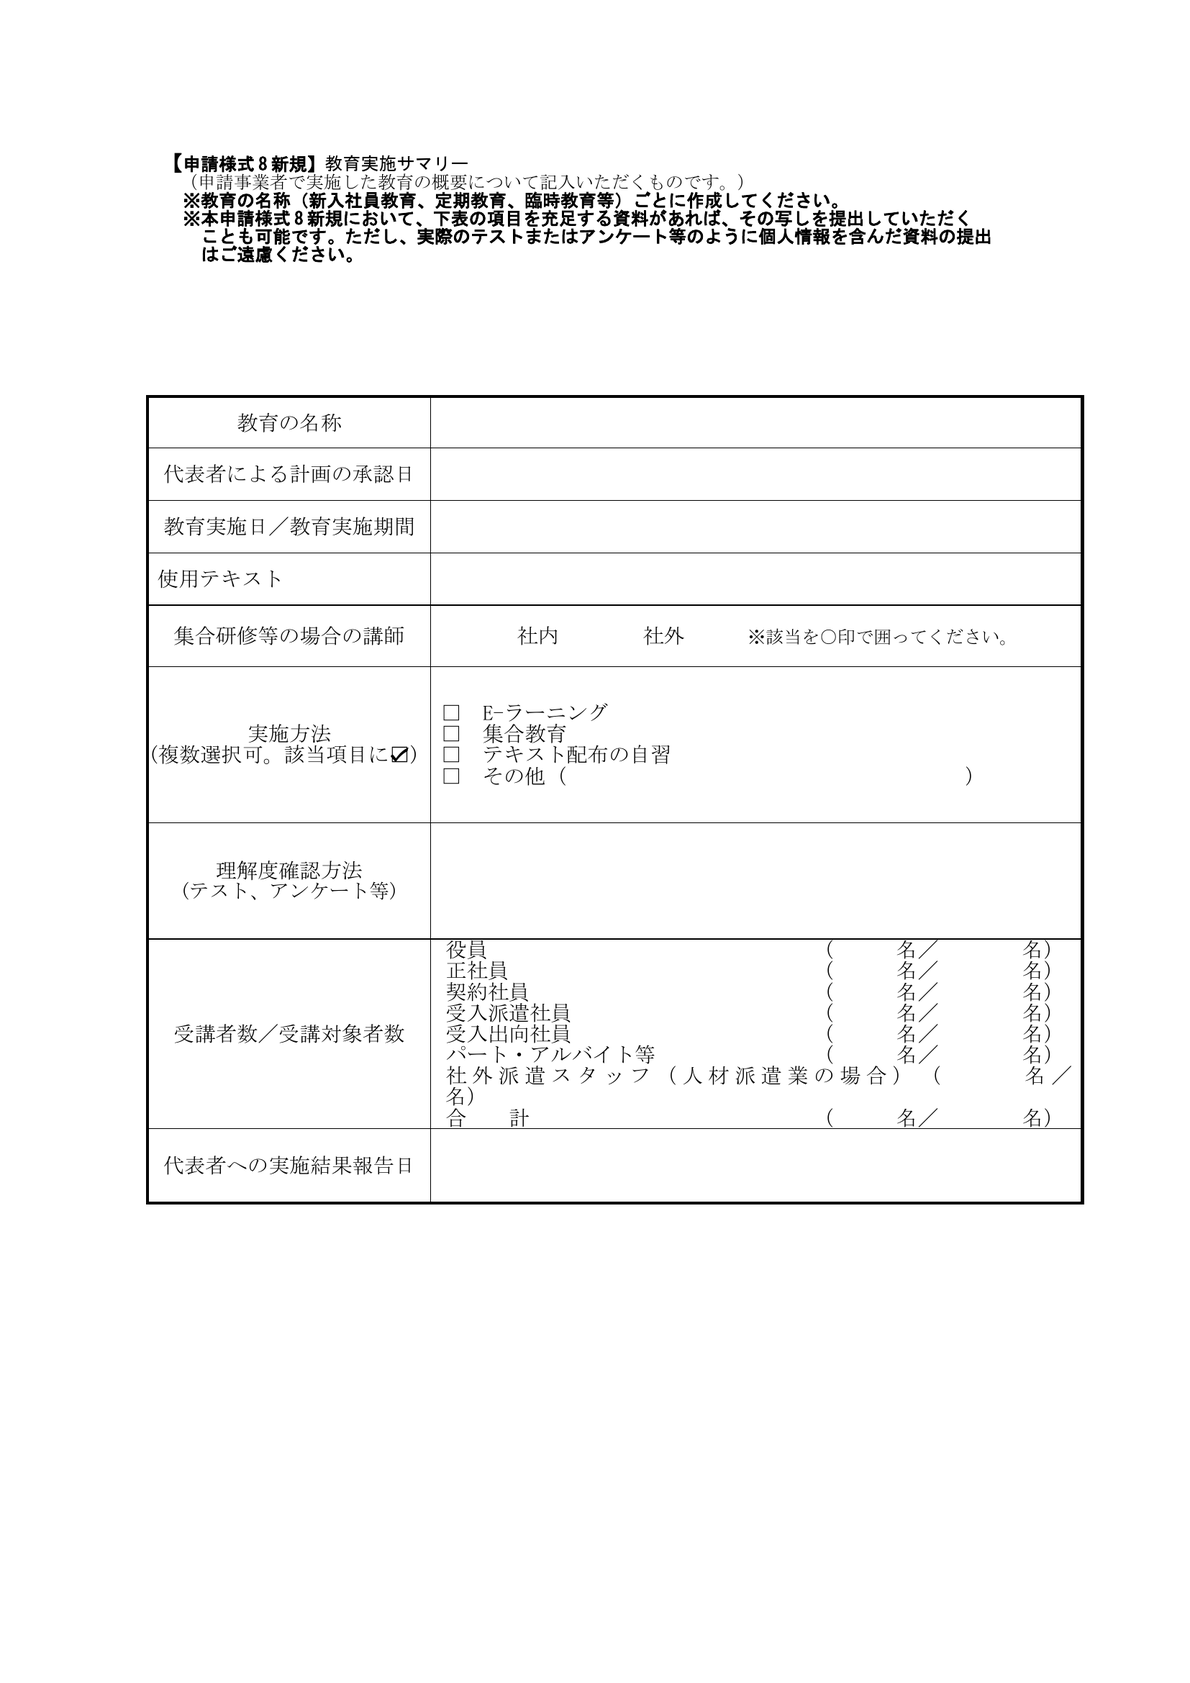 【申請様式8新規】教育実施サマリー
（申請事業者で実施した教育の概要について記入いただくものです。）
※教育の名称（新入社員教育、定期教育、臨時教育等）ごとに作成してください。
※本申請様式8新規において、下表の項目を充足する資料があれば、その写しを提出していただく
ことも可能です。ただし、実際のテストまたはアンケート等のように個人情報を含んだ資料の提出
はご遠慮ください。
教育の名称
代表者による計画の承認日
教育実施日／教育実施期間
使用テキスト
集合研修等の場合の講師
社内　　　　社外　　　※該当を○印で囲ってください。
実施方法
(複数選択可。該当項目に☑)
□　E-ラーニング
□　集合教育
□　テキスト配布の自習
□　その他（　　　　　　　　　　　　　　　　　　　）
理解度確認方法
(テスト、アンケート等)
受講者数／受講対象者数
役員　　　　　　　　　　　　　　　　(　　　名／　　　　名)
正社員　　　　　　　　　　　　　　　(　　　名／　　　　名)
契約社員　　　　　　　　　　　　　　(　　　名／　　　　名)
受入派遣社員　　　　　　　　　　　　(　　　名／　　　　名)
受入出向社員　　　　　　　　　　　　(　　　名／　　　　名)
パート・アルバイト等　　　　　　　　(　　　名／　　　　名)
社外派遣スタッフ（人材派遣業の場合）（　　　　名／
名)
合　　計　　　　　　　　　　　　　　(　　　名／　　　　名)
代表者への実施結果報告日